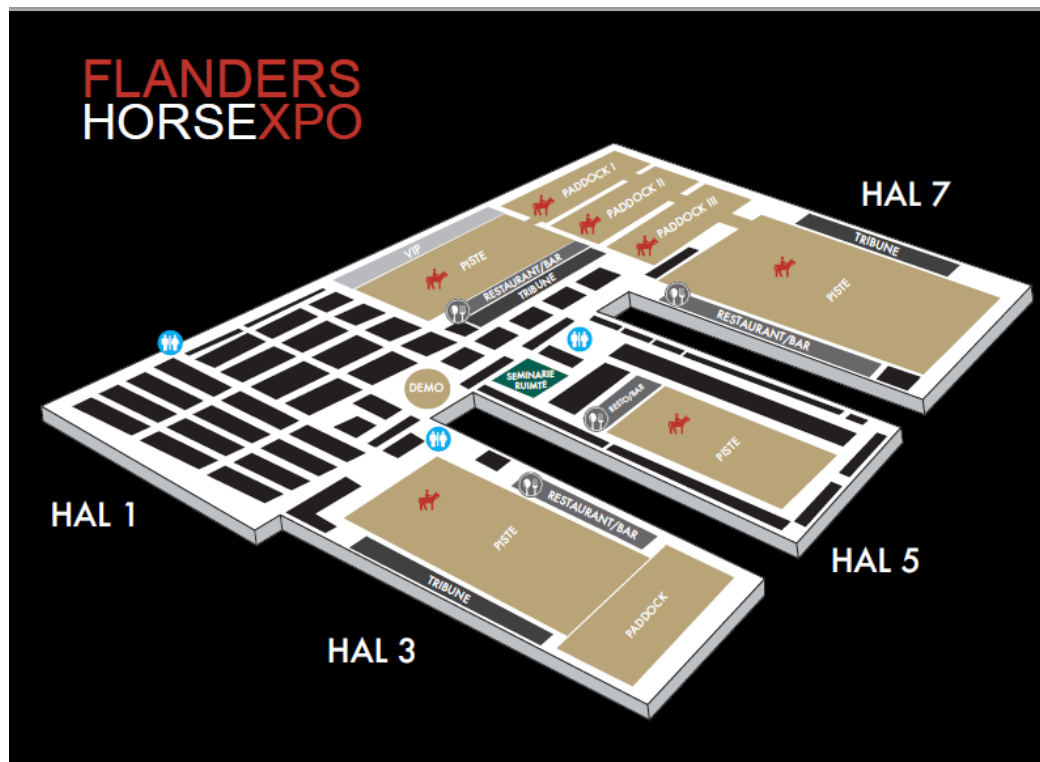 FLANDERS
HORSEXPO
HAL 7
PADDOCK I
PADDOCK II
PADDOCK III
TRIBUNE
VIP
PISTE
RESTAURANT/BAR
TRIBUNE
PISTE
RESTAURANT/BAR
SEMINARIE
RUIMTE
DEMO
RESTO/BAR
PISTE
HAL 1
RESTAURANT/BAR
PISTE
HAL 5
TRIBUNE
PADDOCK
HAL 3